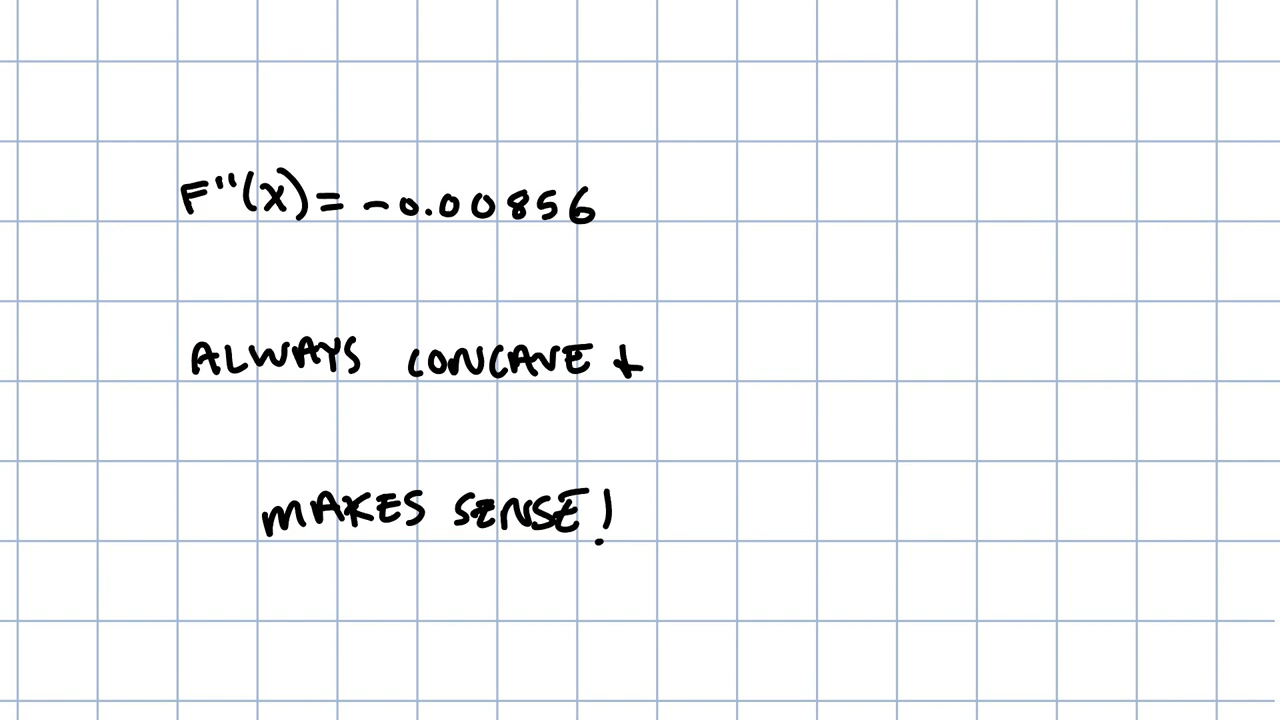 F''(x) = -0.00856
ALWAYS CONCAVE ↓
MAKES SENSE!